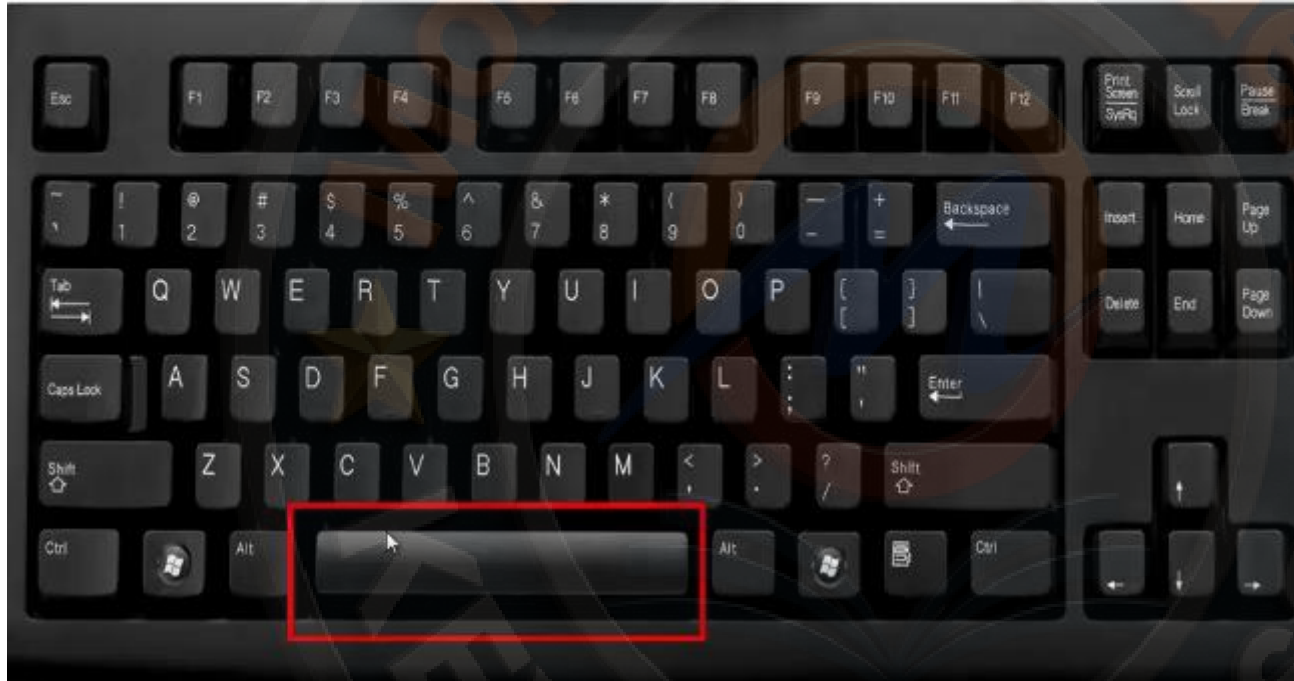 Esc F1 F2 F3 F4 F5 F6 F7 F8 F9 F10 F11 F12 Print Screen SysRq Scroll Lock Pause Break
~ ` ! 1 @ 2 # 3 $ 4 % 5 ^ 6 & 7 * 8 ( 9 ) 0 — - + = Backspace Insert Home Page Up
Tab Q W E R T Y U I O P [ [ ] ] | \ Delete End Page Down
Caps Lock A S D F G H J K L : ; " ' Enter
Shift Z X C V B N M < , > . ? / Shift ↑
Ctrl Alt Alt Ctrl ← ↓ →